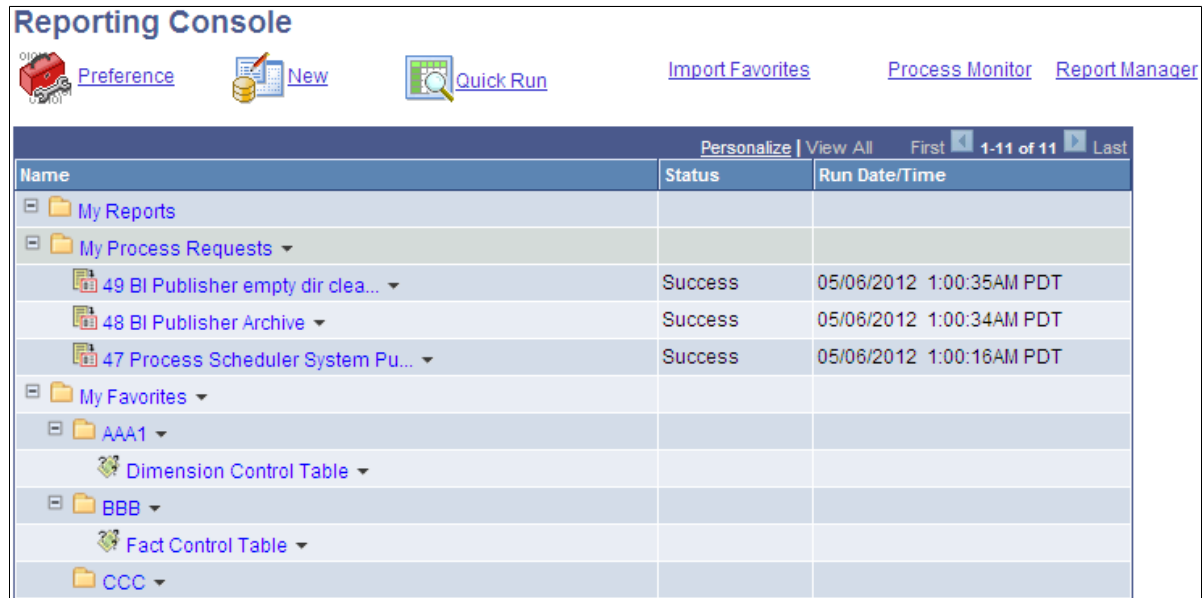 Reporting Console
Preference New Quick Run Import Favorites Process Monitor Report Manager
Personalize | View All First 1-11 of 11 Last
Name Status Run Date/Time
My Reports
My Process Requests
49 BI Publisher empty dir clea... Success 05/06/2012 1:00:35AM PDT
48 BI Publisher Archive Success 05/06/2012 1:00:34AM PDT
47 Process Scheduler System Pu... Success 05/06/2012 1:00:16AM PDT
My Favorites
AAA1
Dimension Control Table
BBB
Fact Control Table
CCC